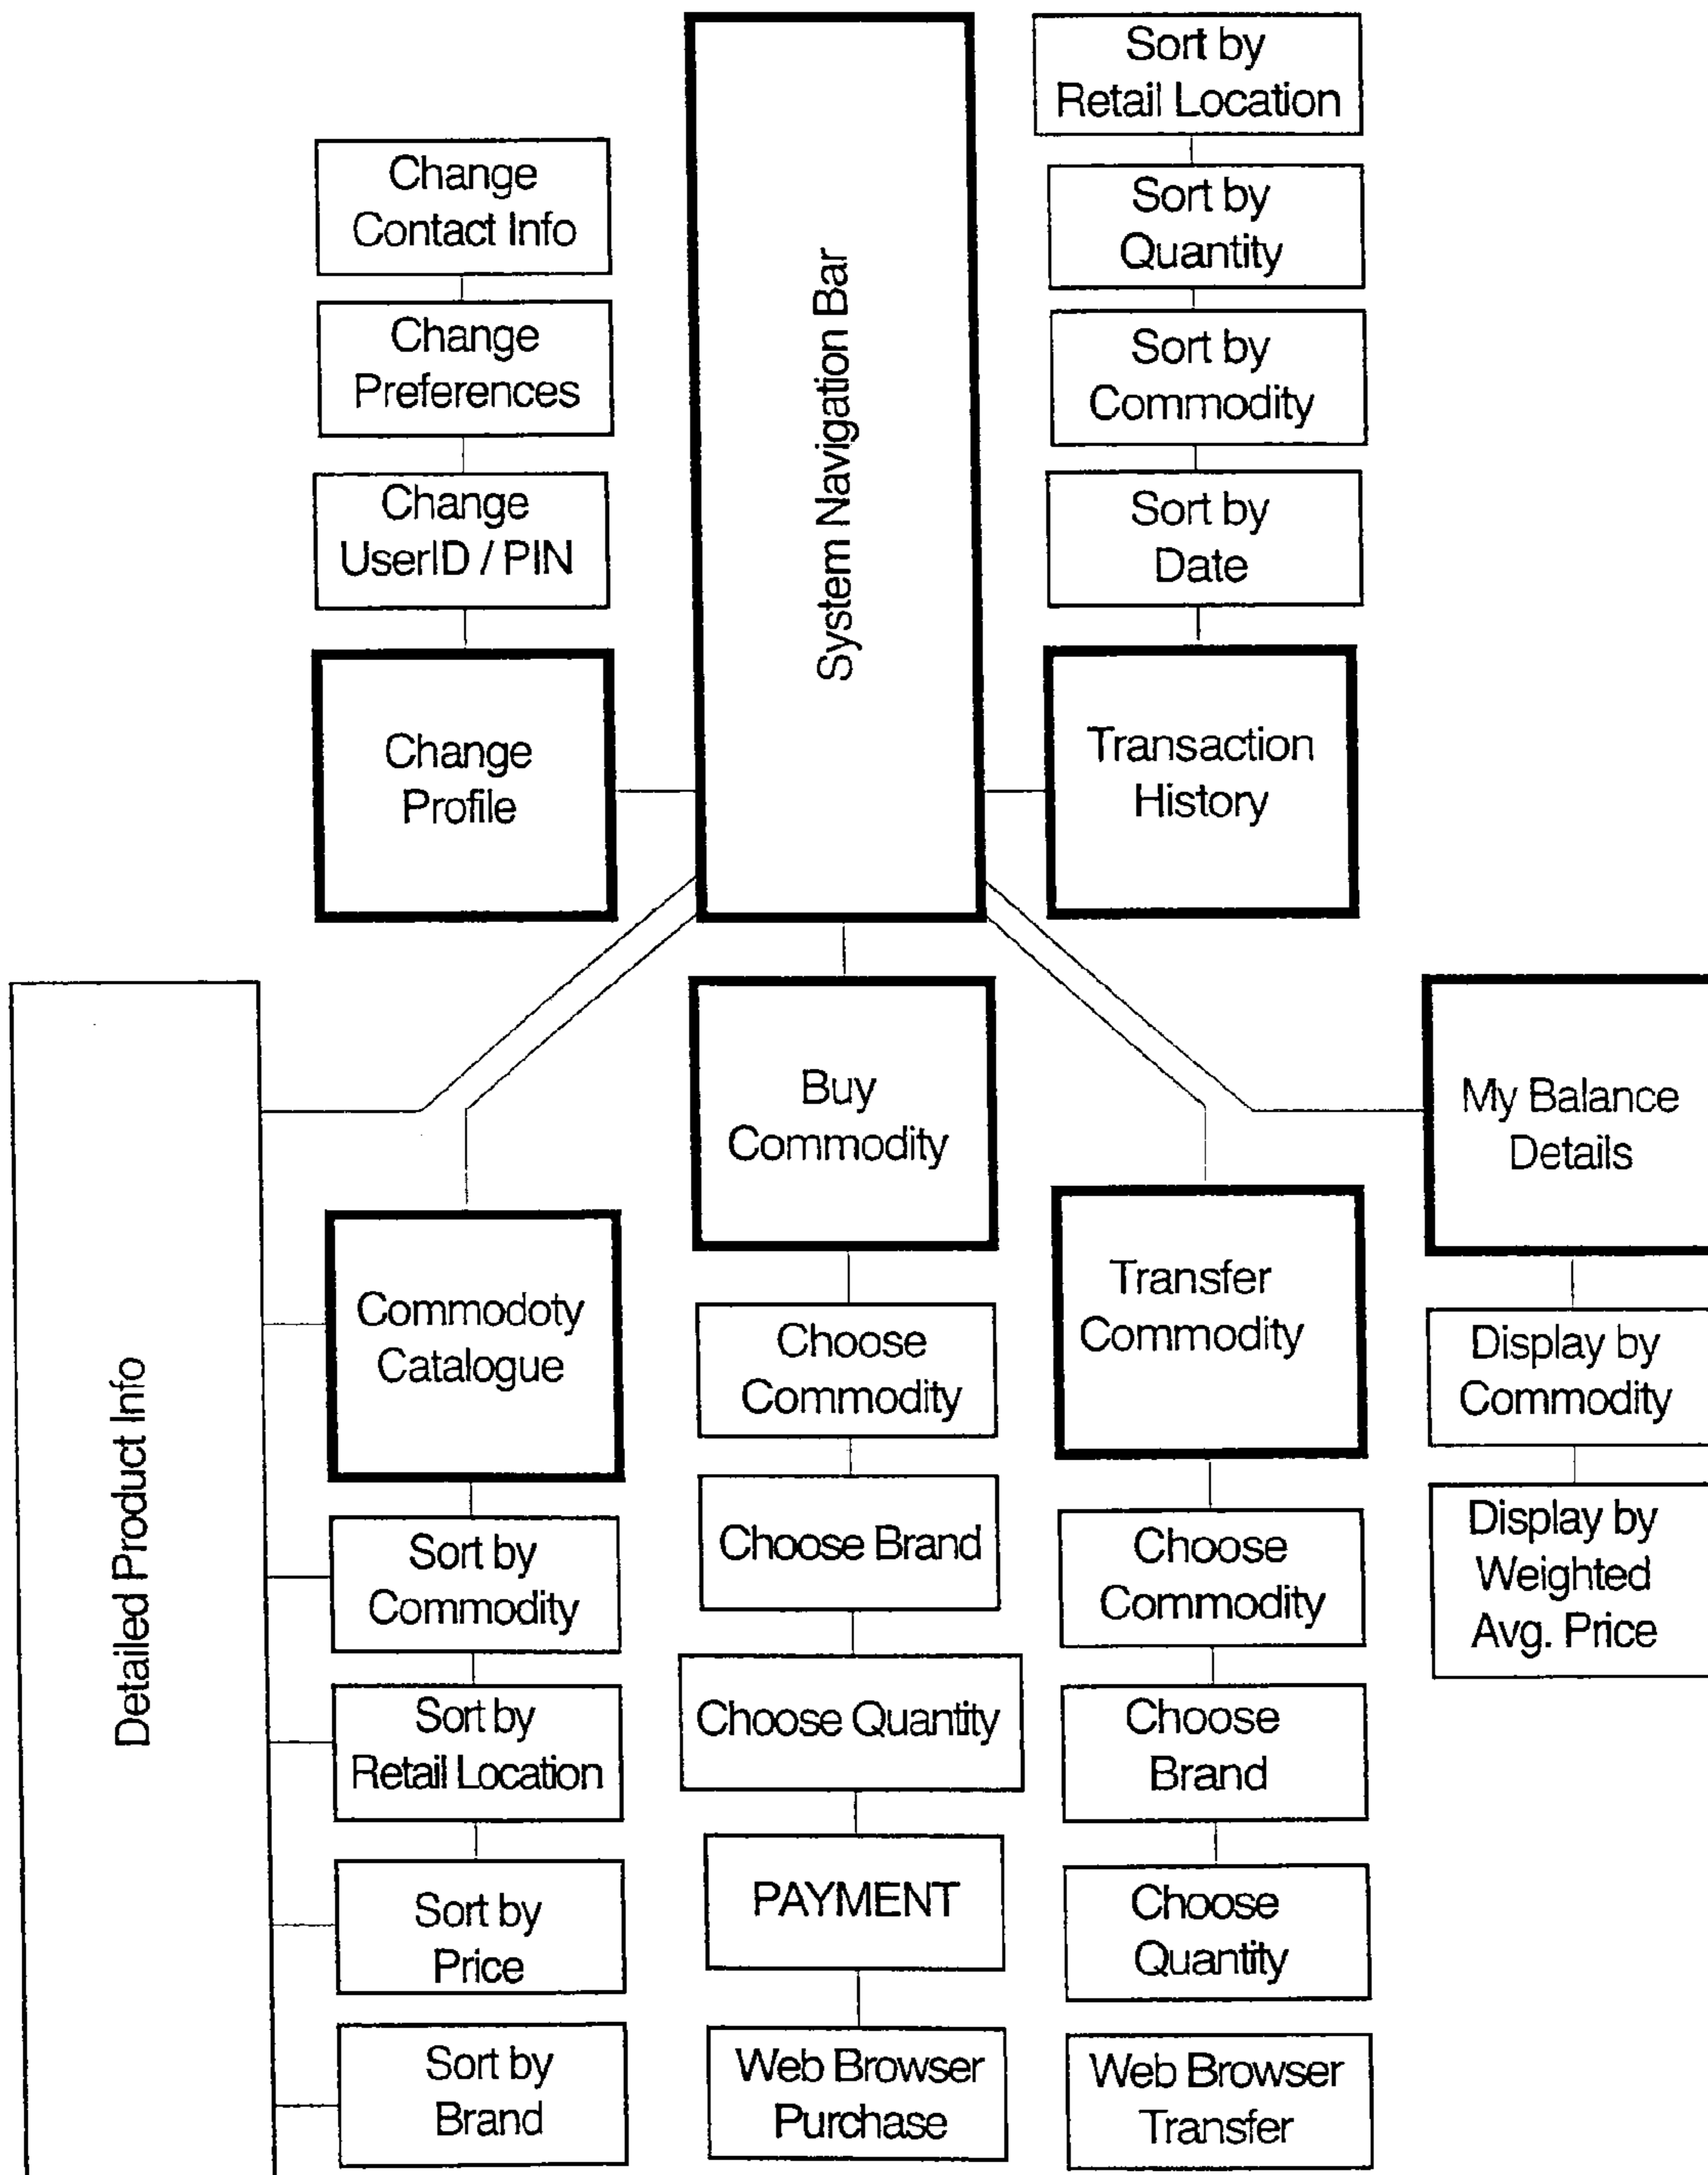 Sort by
Retail Location
Change
Contact Info
Sort by
Quantity
System Navigation Bar
Change
Preferences
Sort by
Commodity
Change
UserID / PIN
Sort by
Date
Change
Profile
Transaction
History
Buy
Commodity
My Balance
Details
Commodoty
Catalogue
Transfer
Commodity
Choose
Commodity
Display by
Commodity
Detailed Product Info
Sort by
Commodity
Choose Brand
Choose
Commodity
Display by
Weighted
Avg. Price
Sort by
Retail Location
Choose Quantity
Choose
Brand
Sort by
Price
PAYMENT
Choose
Quantity
Sort by
Brand
Web Browser
Purchase
Web Browser
Transfer